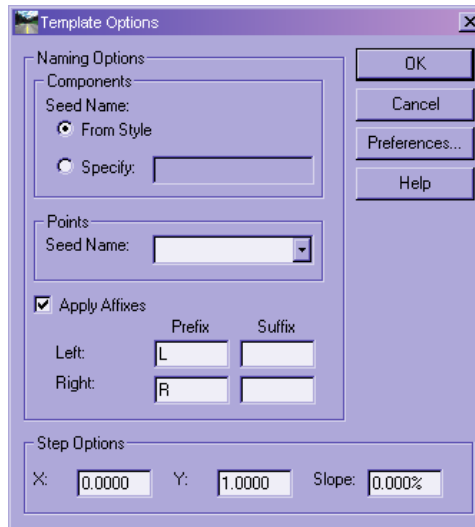 Template Options
Naming Options
Components
Seed Name:
From Style
Specify:
Points
Seed Name:
Apply Affixes
Prefix Suffix
Left: L
Right: R
Step Options
X: 0.0000 Y: 1.0000 Slope: 0.000%
OK
Cancel
Preferences...
Help